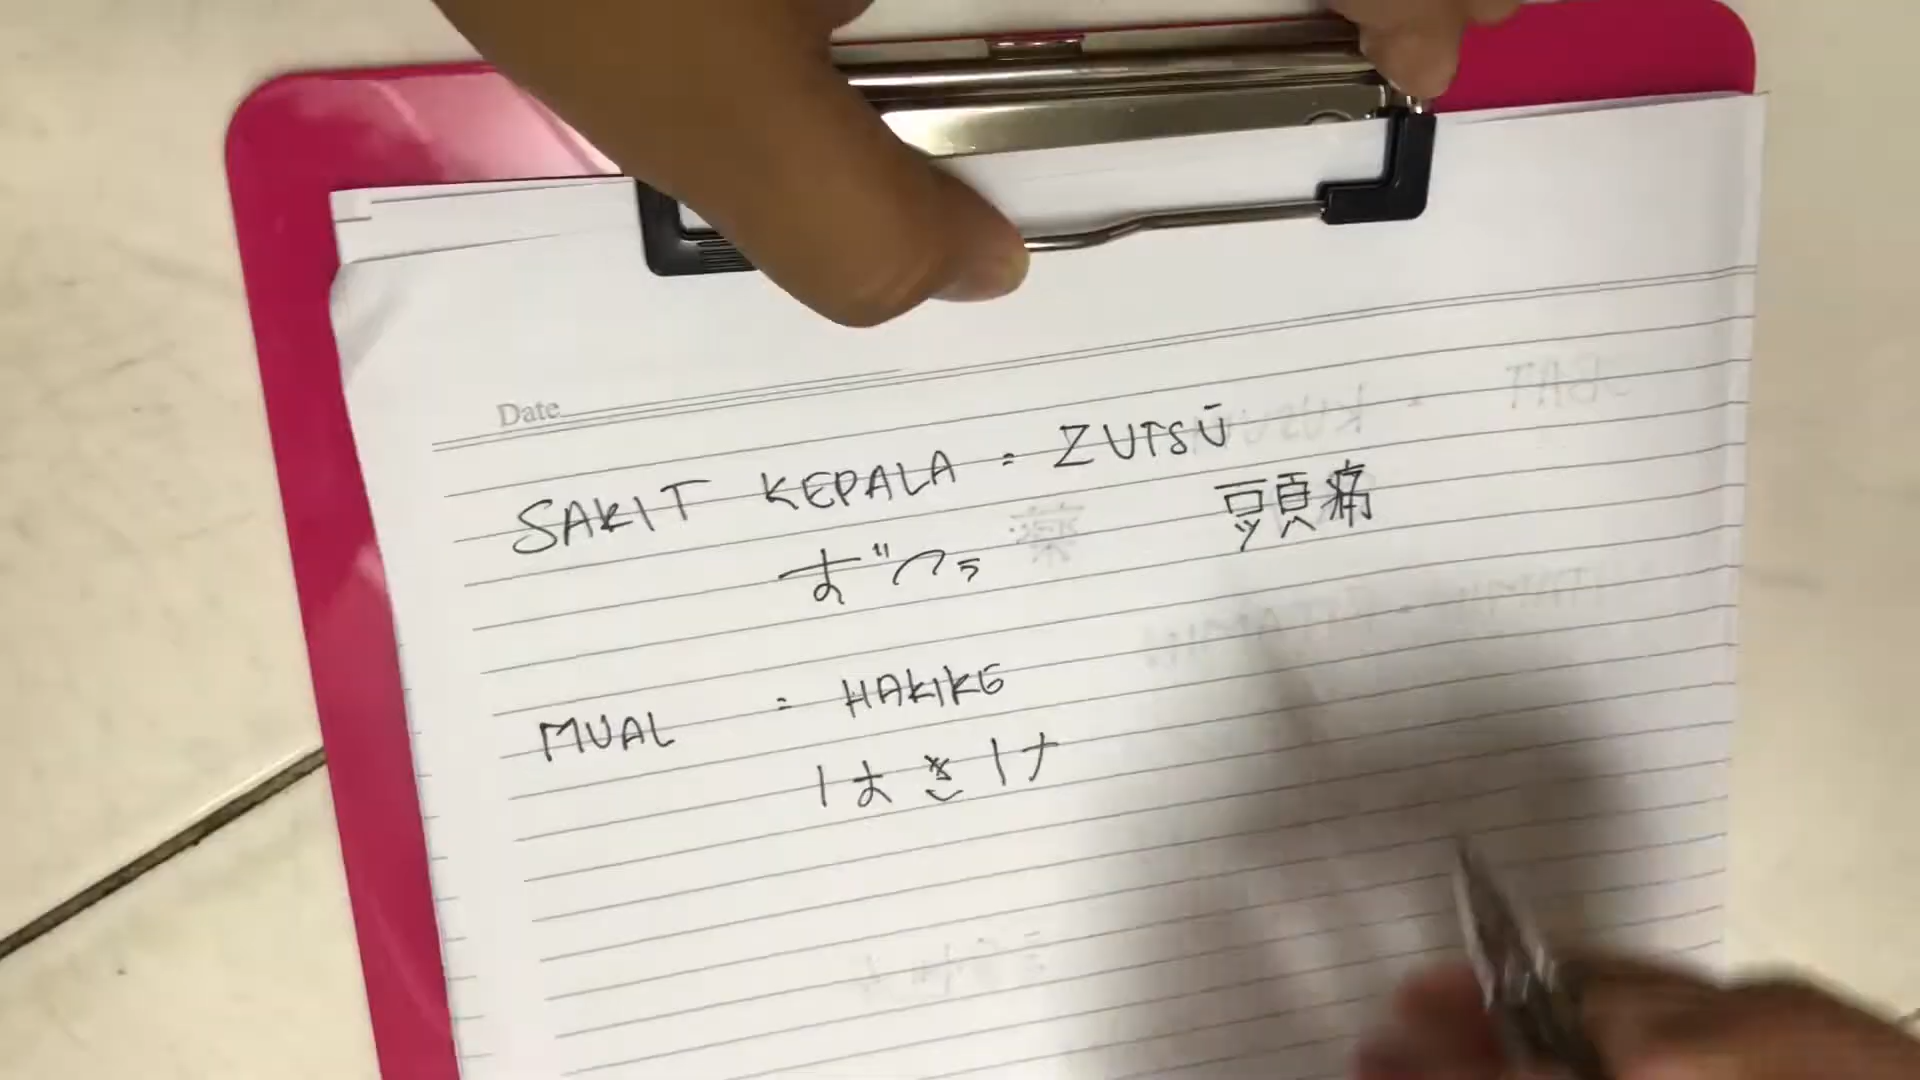 Date
SAKIT KEPALA = ZUTSŪ
ずつう 頭痛
MUAL = HAKIKE
はきけ